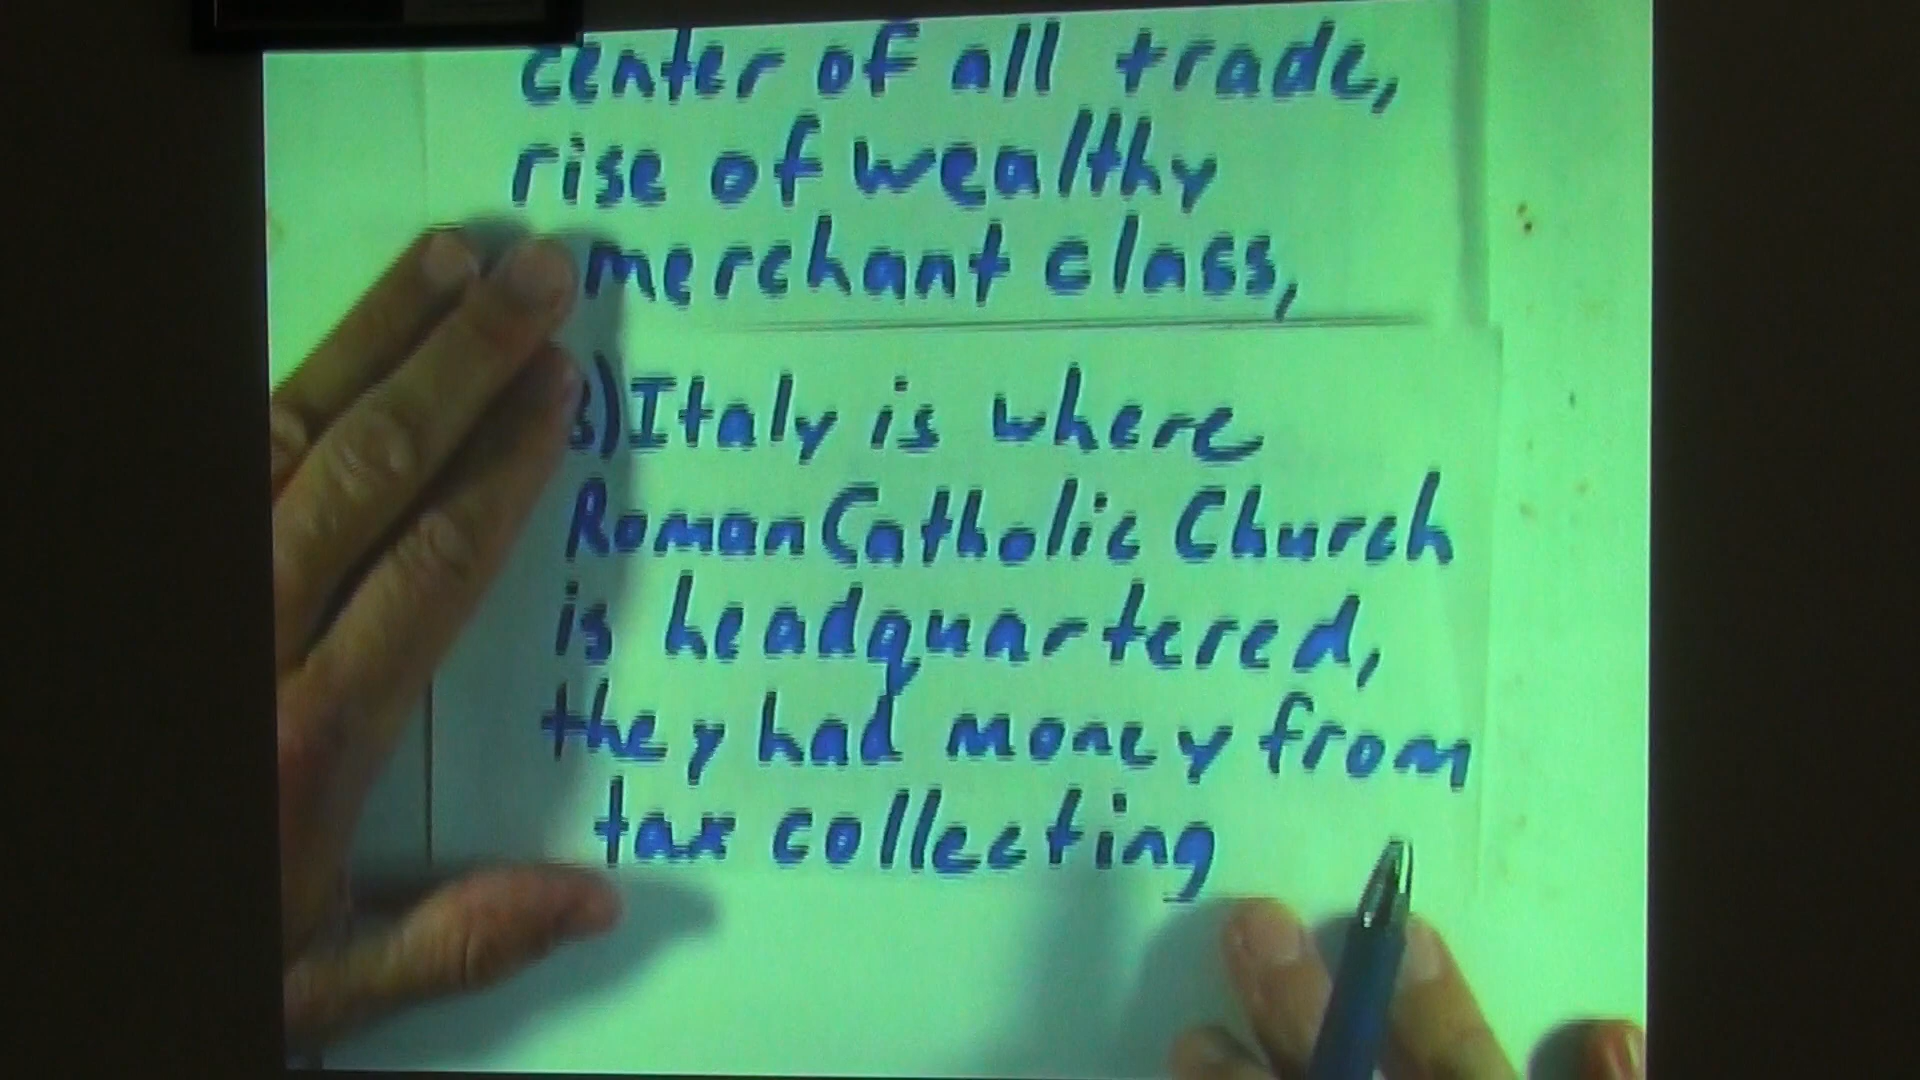 center of all trade,
rise of wealthy
merchant class,
3) Italy is where
Roman Catholic Church
is headquartered,
they had money from
tax collecting